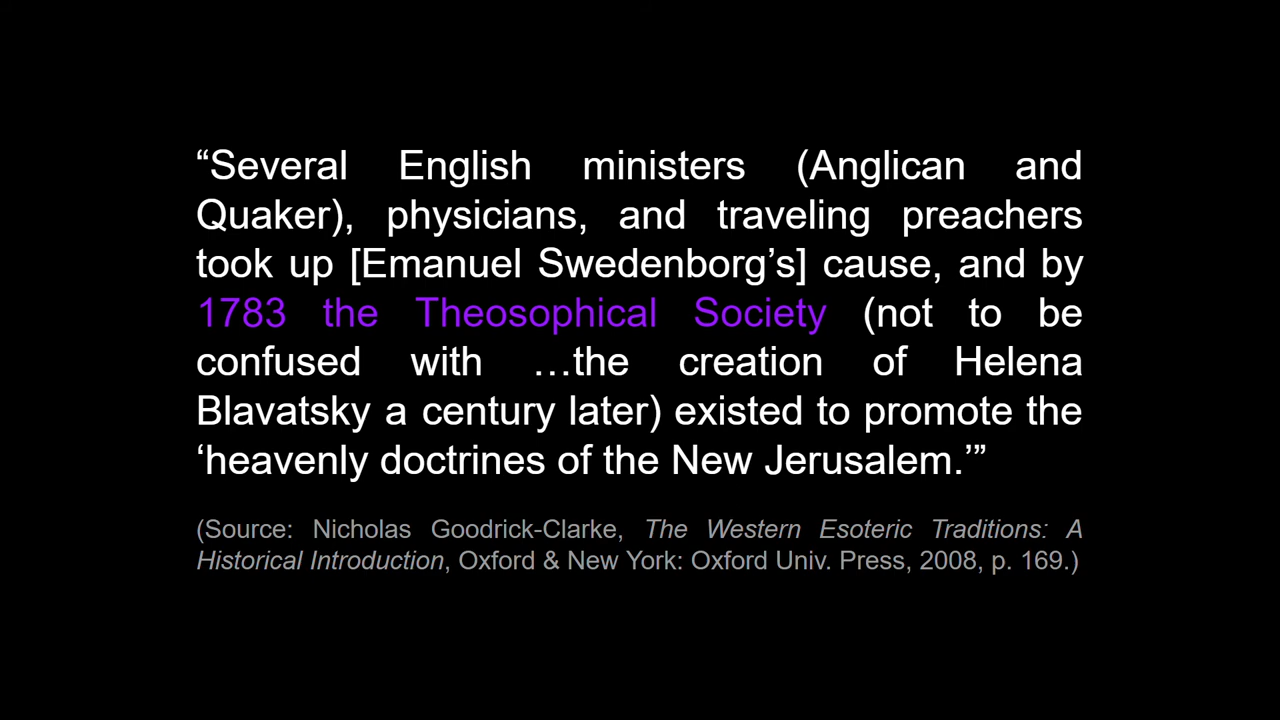 “Several English ministers (Anglican and
Quaker), physicians, and traveling preachers
took up [Emanuel Swedenborg’s] cause, and by
1783 the Theosophical Society (not to be
confused with …the creation of Helena
Blavatsky a century later) existed to promote the
‘heavenly doctrines of the New Jerusalem.’”
(Source: Nicholas Goodrick-Clarke, The Western Esoteric Traditions: A
Historical Introduction, Oxford & New York: Oxford Univ. Press, 2008, p. 169.)